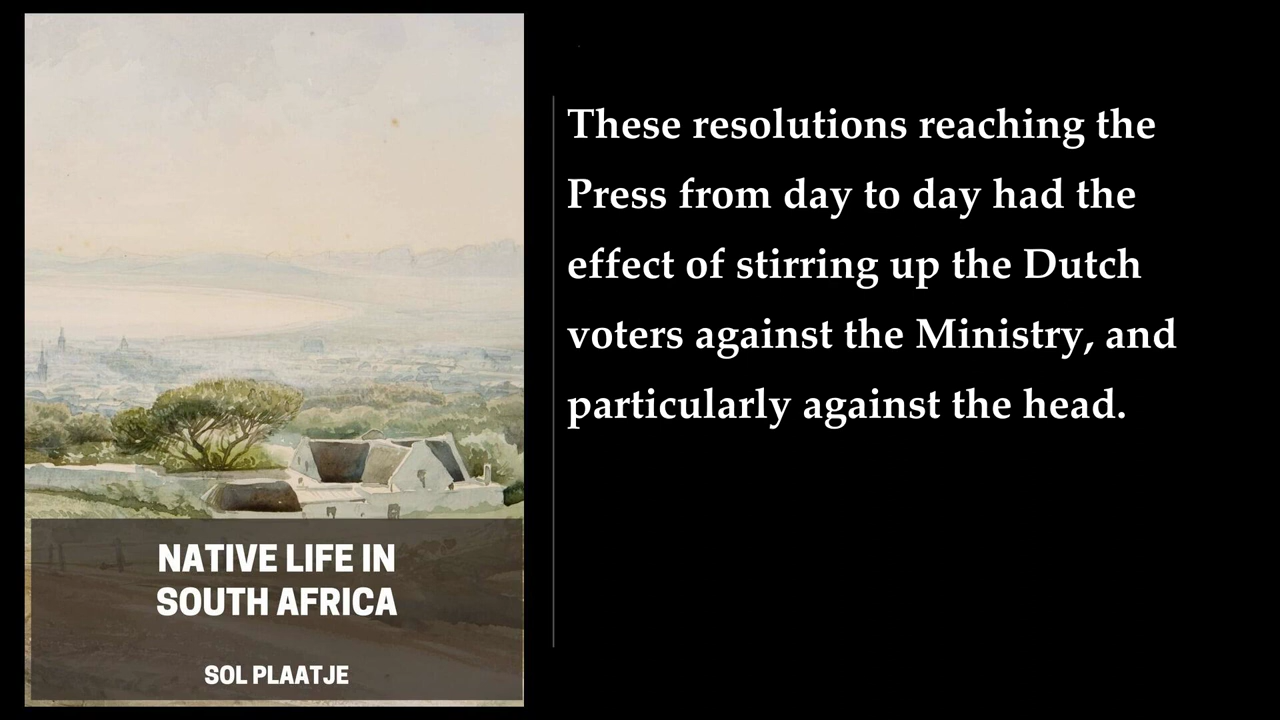 NATIVE LIFE IN
SOUTH AFRICA
SOL PLAATJE
These resolutions reaching the
Press from day to day had the
effect of stirring up the Dutch
voters against the Ministry, and
particularly against the head.